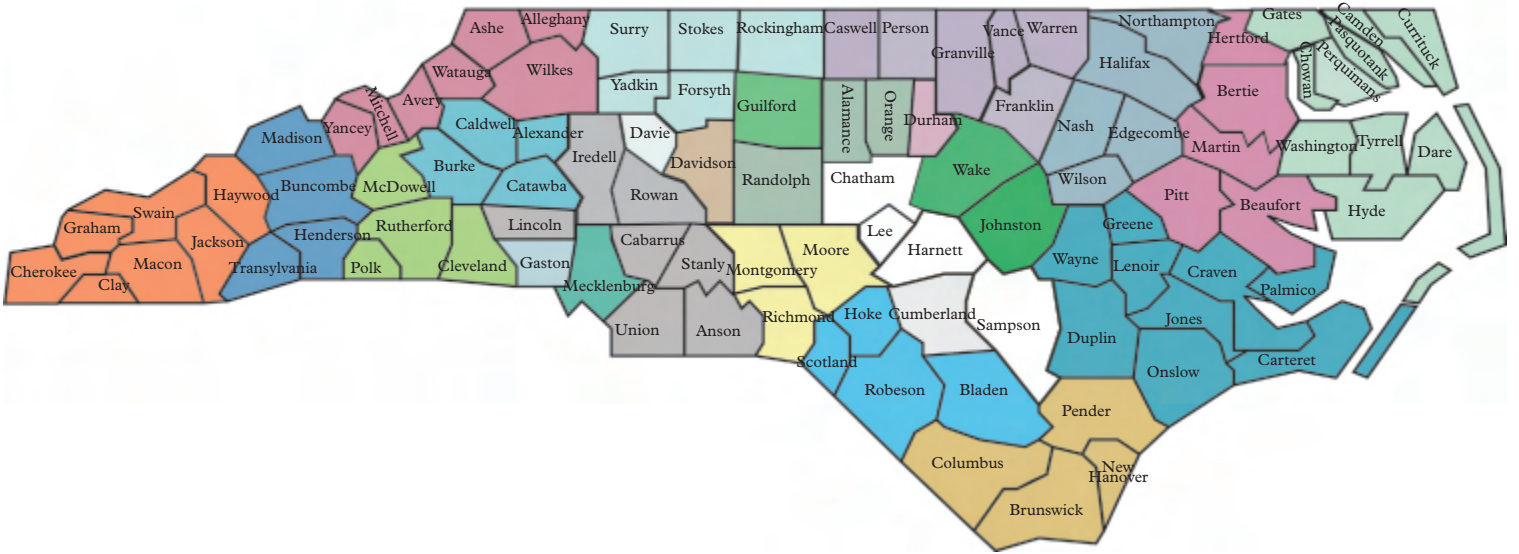 Ashe
Alleghany
Surry
Stokes
Rockingham
Caswell
Person
Granville
Vance
Warren
Northampton
Hertford
Gates
Camden
Pasquotank
Currituck
Perquimans
Chowan
Watauga
Wilkes
Yadkin
Forsyth
Guilford
Alamance
Orange
Durham
Franklin
Halifax
Bertie
Mitchell
Avery
Yancey
Madison
Caldwell
Alexander
Davie
Iredell
Davidson
Randolph
Chatham
Wake
Nash
Edgecombe
Martin
Washington
Tyrrell
Dare
Haywood
Buncombe
McDowell
Burke
Catawba
Rowan
Wilson
Pitt
Beaufort
Hyde
Swain
Graham
Jackson
Henderson
Rutherford
Lincoln
Cabarrus
Lee
Johnston
Greene
Cherokee
Macon
Clay
Transylvania
Polk
Cleveland
Gaston
Mecklenburg
Stanly
Montgomery
Moore
Harnett
Wayne
Lenoir
Craven
Palmico
Union
Anson
Richmond
Hoke
Cumberland
Sampson
Duplin
Jones
Carteret
Scotland
Robeson
Bladen
Onslow
Pender
Columbus
New
Hanover
Brunswick